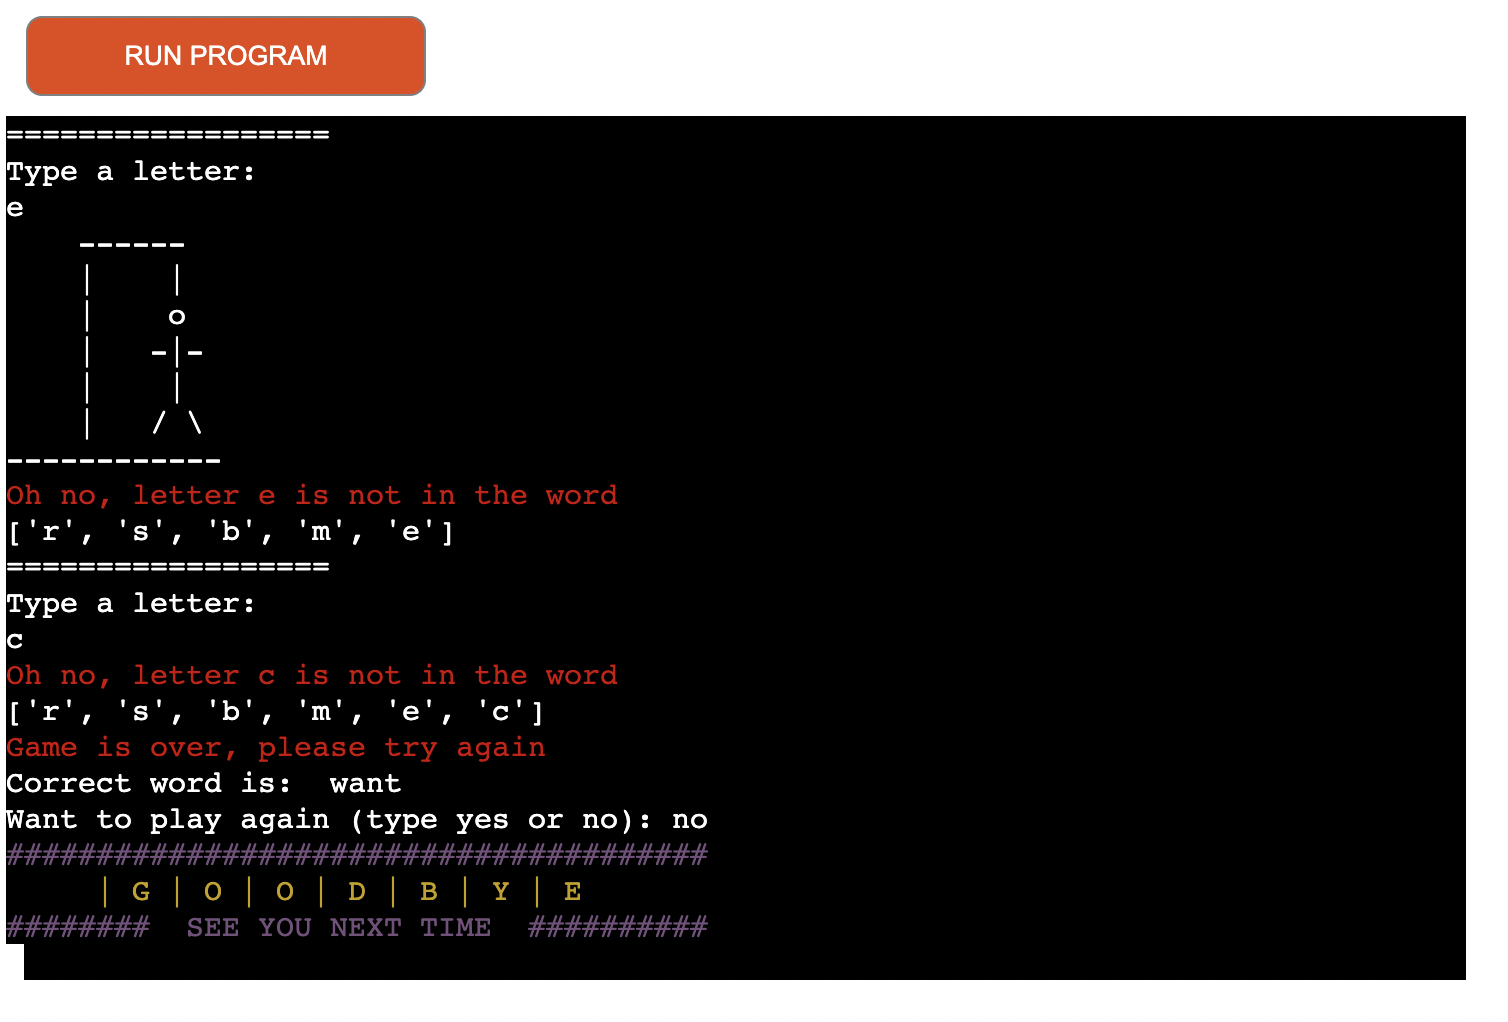 RUN PROGRAM
==================
Type a letter:
e
    ------
    |    |
    |    o
    |   -|-
    |    |
    |   / \
------------
Oh no, letter e is not in the word
['r', 's', 'b', 'm', 'e']
==================
Type a letter:
c
Oh no, letter c is not in the word
['r', 's', 'b', 'm', 'e', 'c']
Game is over, please try again
Correct word is:  want
Want to play again (type yes or no): no
#######################################
     | G | O | O | D | B | Y | E
########  SEE YOU NEXT TIME  ##########